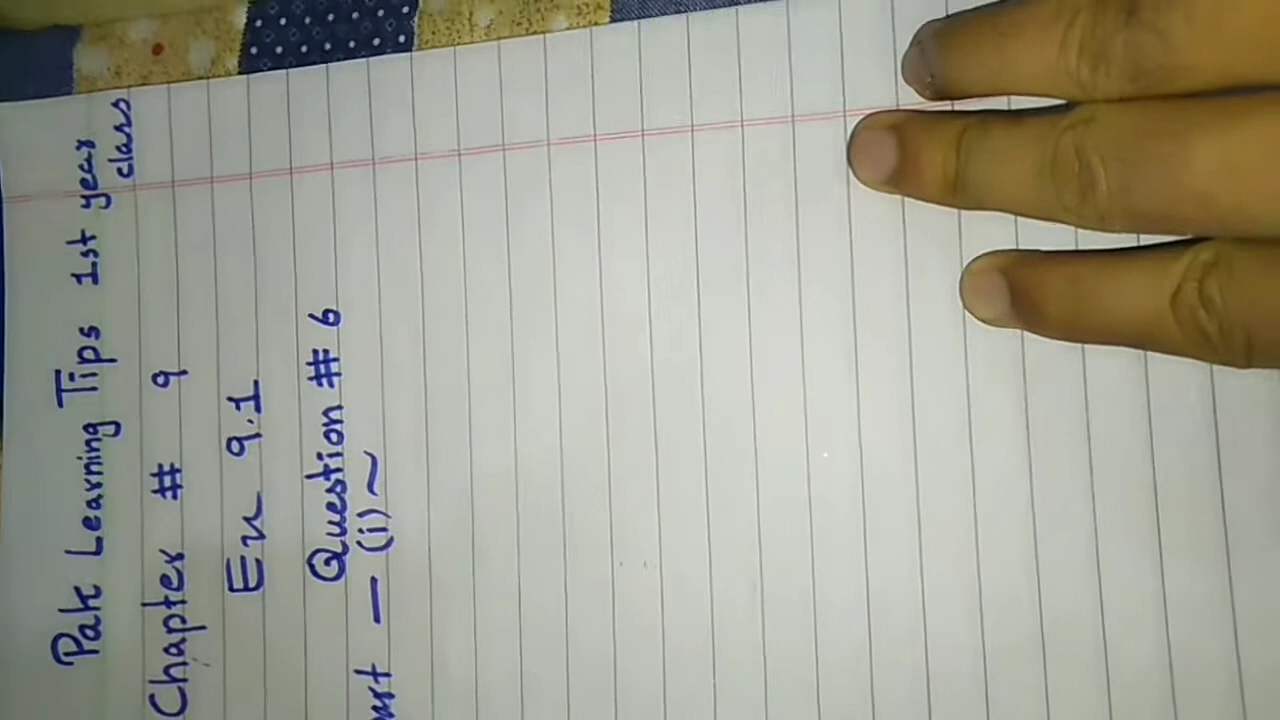 Pak Learning Tips 1st year
class
Chapter # 9
Ex 9.1
Question # 6
(i) ~